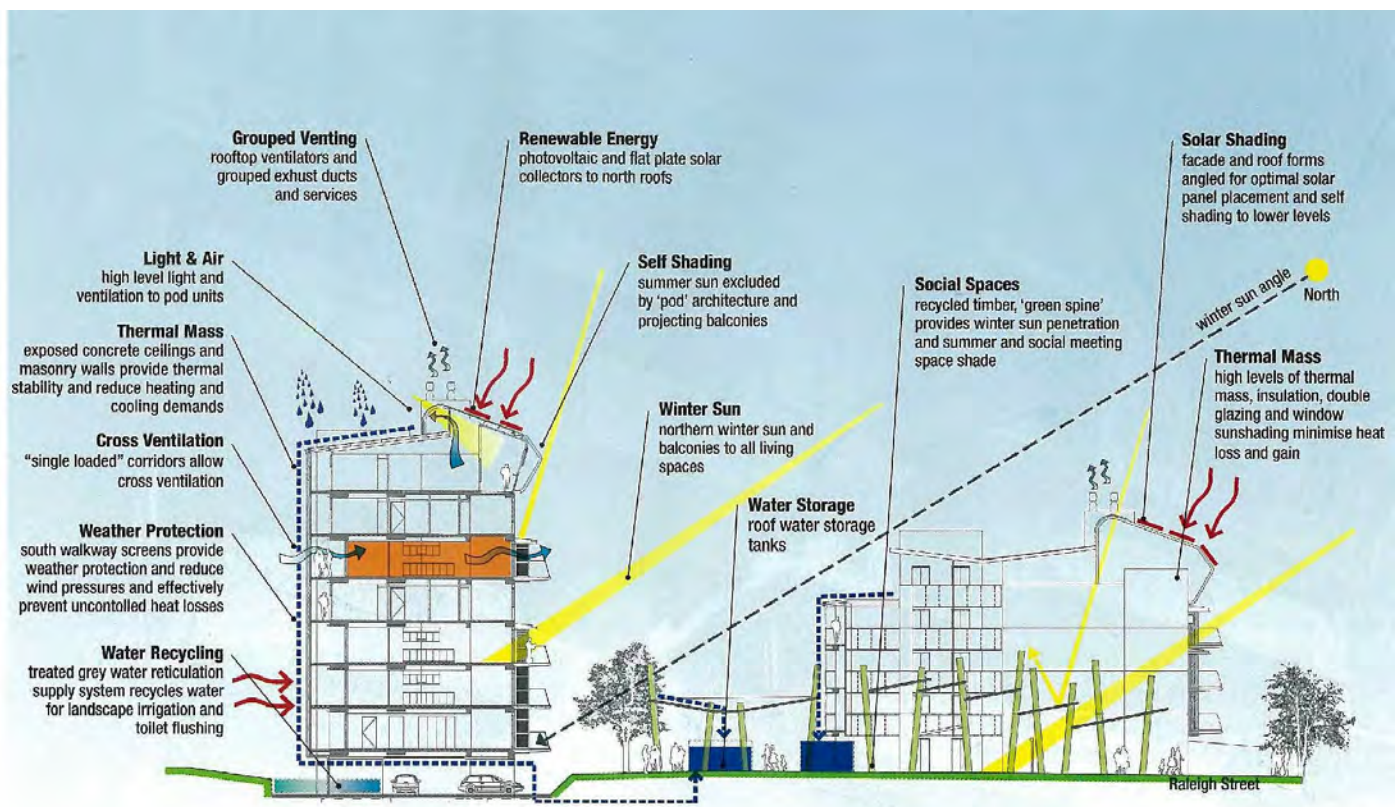 Grouped Venting
rooftop ventilators and
grouped exhust ducts
and services
Renewable Energy
photovoltaic and flat plate solar
collectors to north roofs
Solar Shading
facade and roof forms
angled for optimal solar
panel placement and self
shading to lower levels
Light & Air
high level light and
ventilation to pod units
Self Shading
summer sun excluded
by ‘pod’ architecture and
projecting balconies
Social Spaces
recycled timber, ‘green spine’
provides winter sun penetration
and summer and social meeting
space shade
winter sun angle
North
Thermal Mass
exposed concrete ceilings and
masonry walls provide thermal
stability and reduce heating and
cooling demands
Thermal Mass
high levels of thermal
mass, insulation, double
glazing and window
sunshading minimise heat
loss and gain
Winter Sun
northern winter sun and
balconies to all living
spaces
Cross Ventilation
“single loaded” corridors allow
cross ventilation
Water Storage
roof water storage
tanks
Weather Protection
south walkway screens provide
weather protection and reduce
wind pressures and effectively
prevent uncontolled heat losses
Water Recycling
treated grey water reticulation
supply system recycles water
for landscape irrigation and
toilet flushing
Raleigh Street